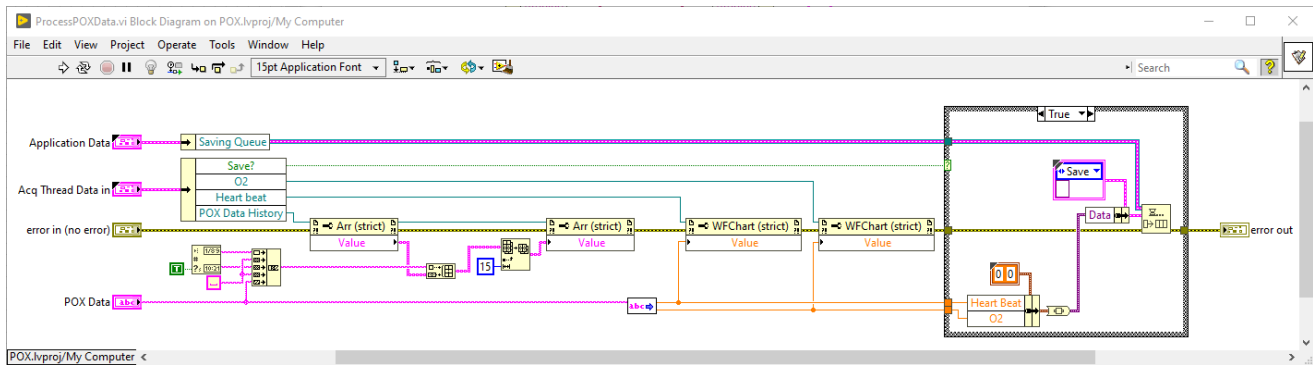 ProcessPOXData.vi Block Diagram on POX.lvproj/My Computer
File Edit View Project Operate Tools Window Help
15pt Application Font
Search
True
Application Data
Saving Queue
Save?
Save
O2
Acq Thread Data in
Heart beat
POX Data History
Data
error in (no error)
Arr (strict)
Arr (strict)
WFChart (strict)
WFChart (strict)
error out
Value
Value
Value
Value
T
15
0 0
POX Data
abc
abc
Heart Beat
O2
POX.lvproj/My Computer